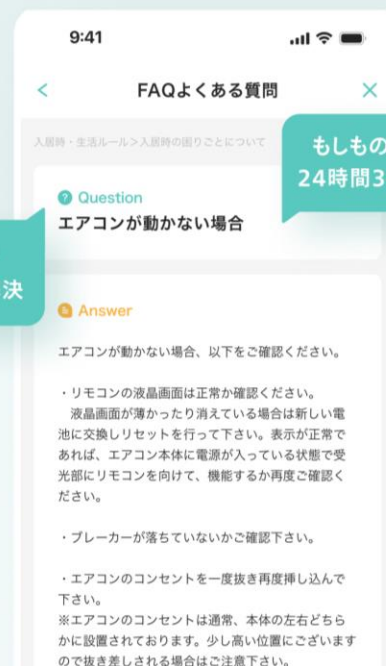 9:41
FAQよくある質問
入居時・生活ルール＞入居時の困りごとについて
もしもの
24時間3
Question
エアコンが動かない場合
決
Answer
エアコンが動かない場合、以下をご確認ください。
・リモコンの液晶画面は正常か確認ください。
液晶画面が薄かったり消えている場合は新しい電
池に交換しリセットを行って下さい。表示が正常で
あれば、エアコン本体に電源が入っている状態で受
光部にリモコンを向けて、機能するか再度ご確認く
ださい。
・ブレーカーが落ちていないかご確認下さい。
・エアコンのコンセントを一度抜き再度挿し込んで
下さい。
※エアコンのコンセントは通常、本体の左右どちら
かに設置されております。少し高い位置にございます
ので抜き差しされる場合はご注意下さい。